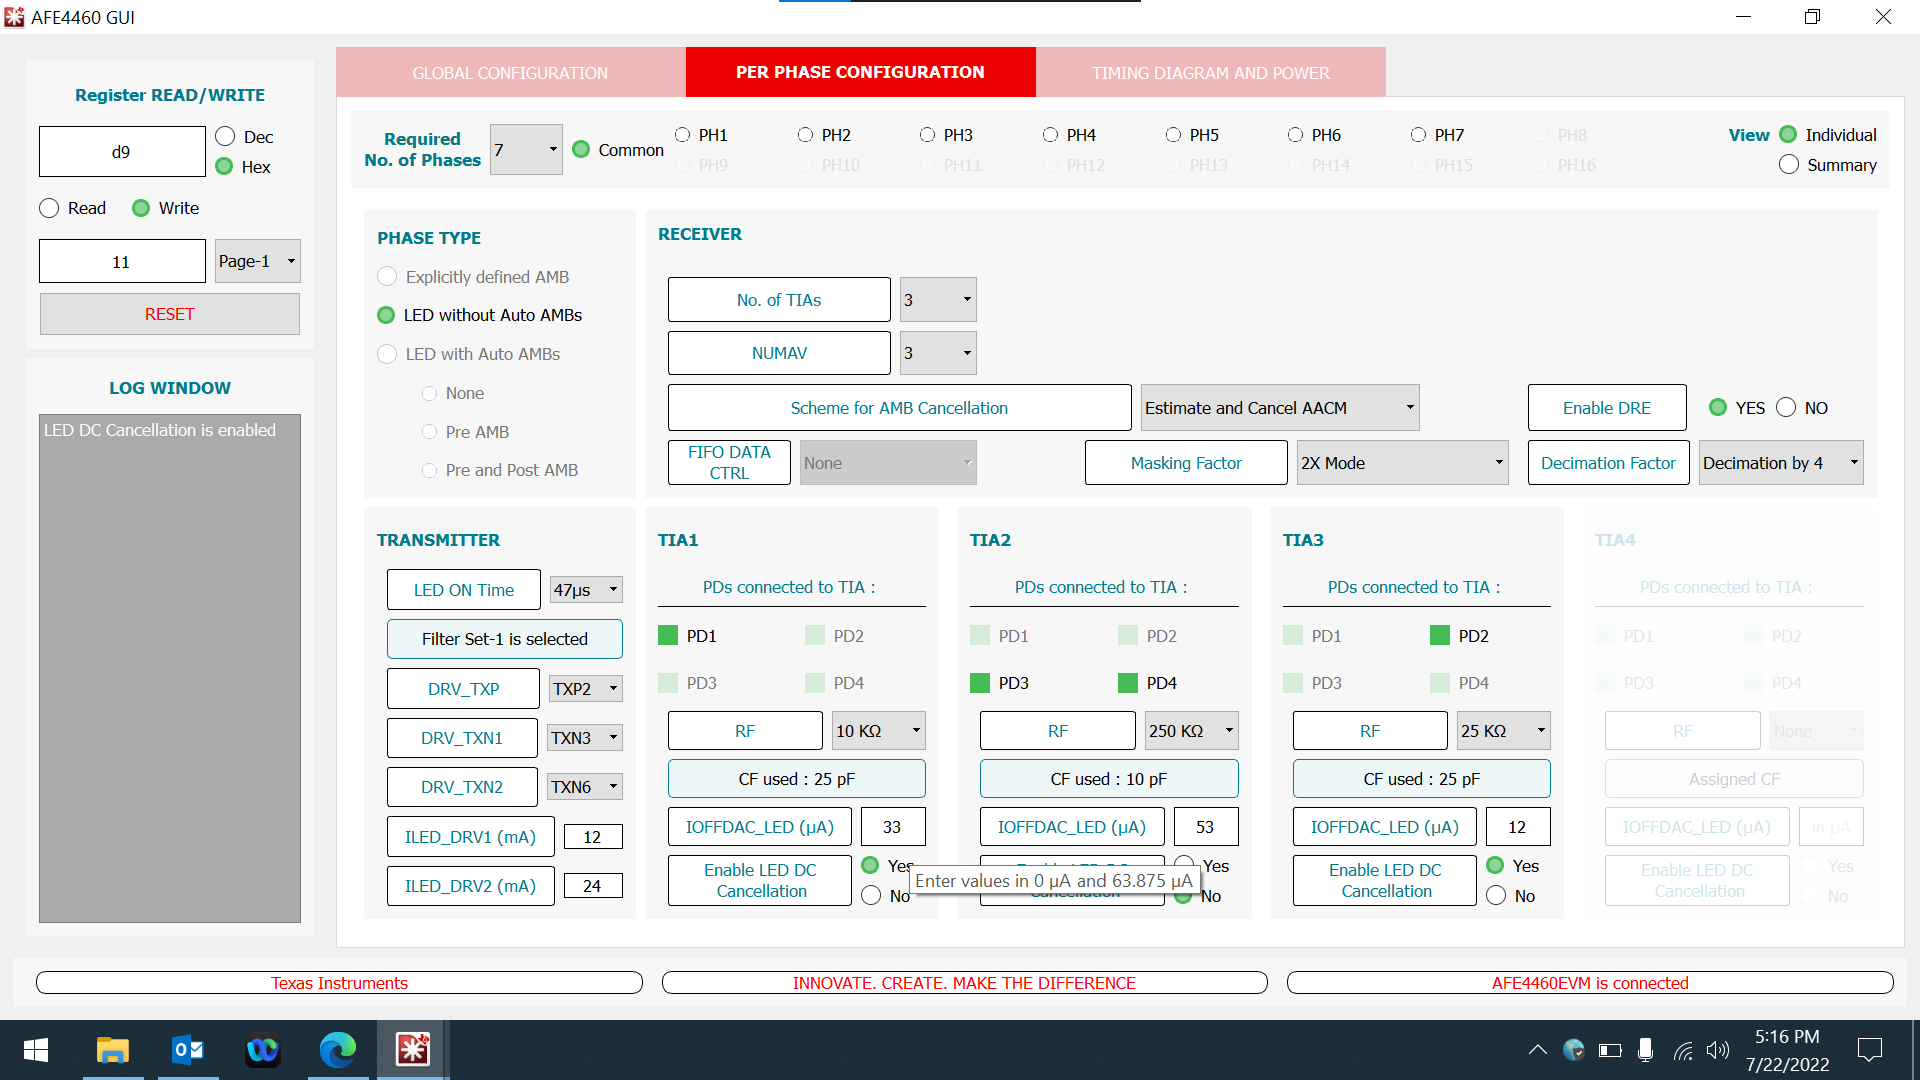 AFE4460 GUI
GLOBAL CONFIGURATION
PER PHASE CONFIGURATION
TIMING DIAGRAM AND POWER
Register READ/WRITE
d9
Dec
Hex
Read
Write
11
Page-1
RESET
LOG WINDOW
LED DC Cancellation is enabled
Required
No. of Phases
7
Common
PH1
PH2
PH3
PH4
PH5
PH6
PH7
PH8
PH9
PH10
PH11
PH12
PH13
PH14
PH15
PH16
View
Individual
Summary
PHASE TYPE
Explicitly defined AMB
LED without Auto AMBs
LED with Auto AMBs
None
Pre AMB
Pre and Post AMB
RECEIVER
No. of TIAs
3
NUMAV
3
Scheme for AMB Cancellation
Estimate and Cancel AACM
Enable DRE
YES
NO
FIFO DATA
CTRL
None
Masking Factor
2X Mode
Decimation Factor
Decimation by 4
TRANSMITTER
LED ON Time
47µs
Filter Set-1 is selected
DRV_TXP
TXP2
DRV_TXN1
TXN3
DRV_TXN2
TXN6
ILED_DRV1 (mA)
12
ILED_DRV2 (mA)
24
TIA1
PDs connected to TIA :
PD1
PD2
PD3
PD4
RF
10 KΩ
CF used : 25 pF
IOFFDAC_LED (µA)
33
Enable LED DC
Cancellation
Yes
No
Enter values in 0 µA and 63.875 µA
TIA2
PDs connected to TIA :
PD1
PD2
PD3
PD4
RF
250 KΩ
CF used : 10 pF
IOFFDAC_LED (µA)
53
Yes
No
TIA3
PDs connected to TIA :
PD1
PD2
PD3
PD4
RF
25 KΩ
CF used : 25 pF
IOFFDAC_LED (µA)
12
Enable LED DC
Cancellation
Yes
No
TIA4
PDs connected to TIA :
PD1
PD2
PD3
PD4
RF
None
Assigned CF
IOFFDAC_LED (µA)
in µA
Enable LED DC
Cancellation
Yes
No
Texas Instruments
INNOVATE. CREATE. MAKE THE DIFFERENCE
AFE4460EVM is connected
5:16 PM
7/22/2022